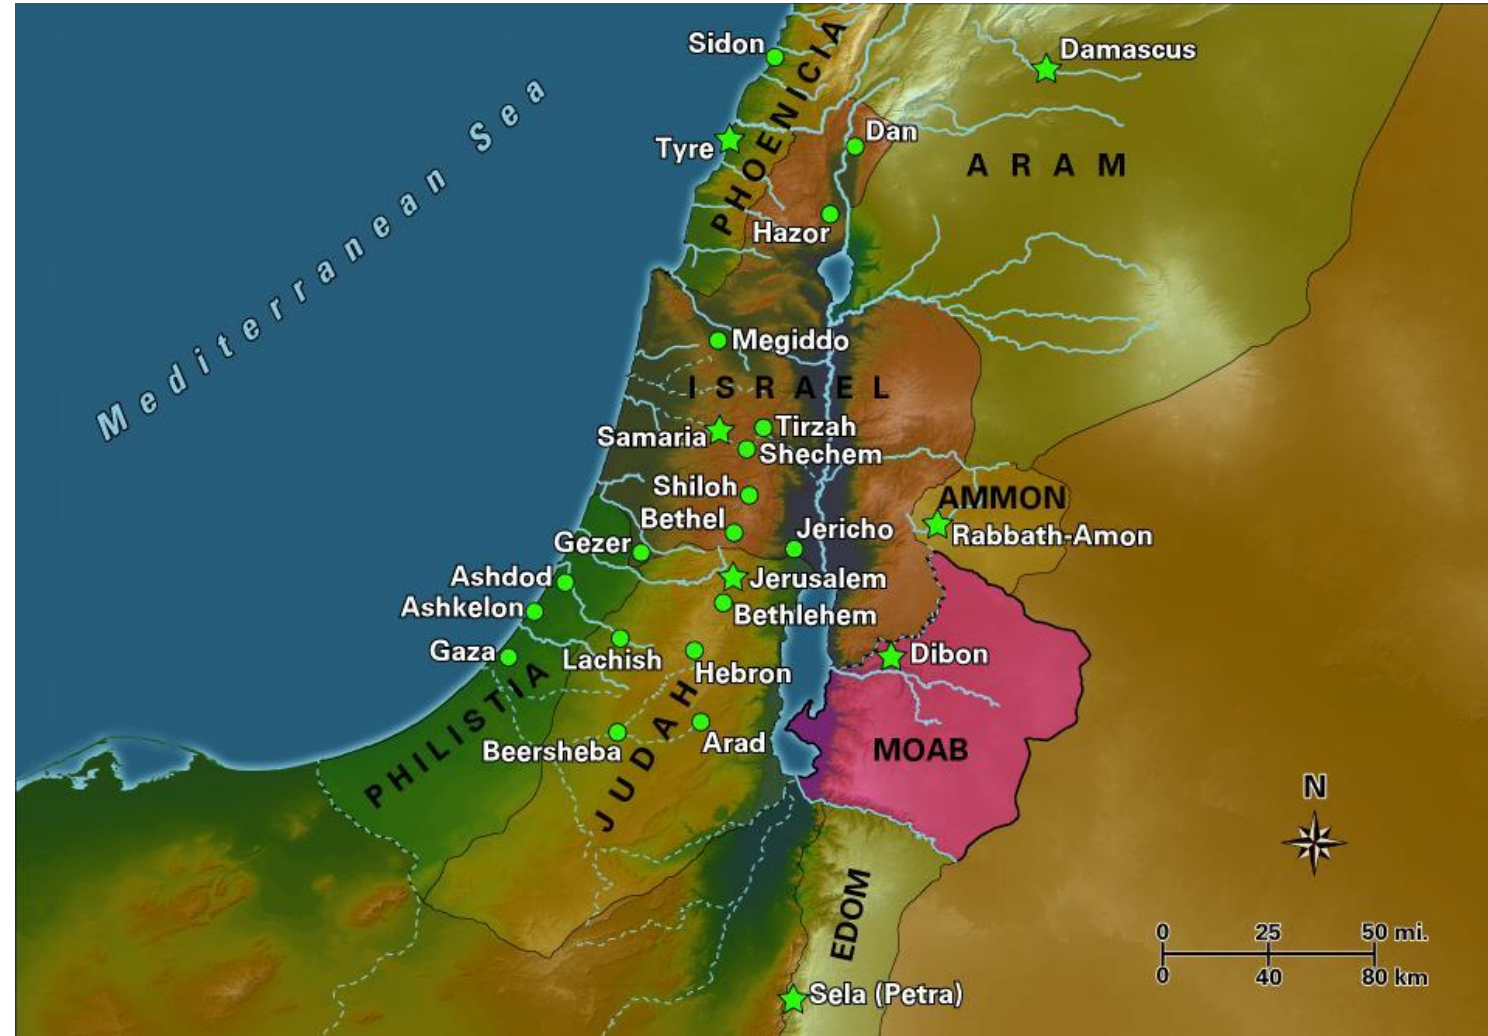 Sidon
Damascus
PHOENICIA
Mediterranean Sea
Dan
Tyre
ARAM
Hazor
Megiddo
ISRAEL
Tirzah
Samaria
Shechem
Shiloh
AMMON
Bethel
Jericho
Rabbath-Amon
Gezer
Ashdod
Jerusalem
Ashkelon
Bethlehem
Gaza
Lachish
Dibon
Hebron
PHILISTIA
JUDAH
Beersheba
Arad
MOAB
N
EDOM
0 25 50 mi.
0 40 80 km
Sela (Petra)